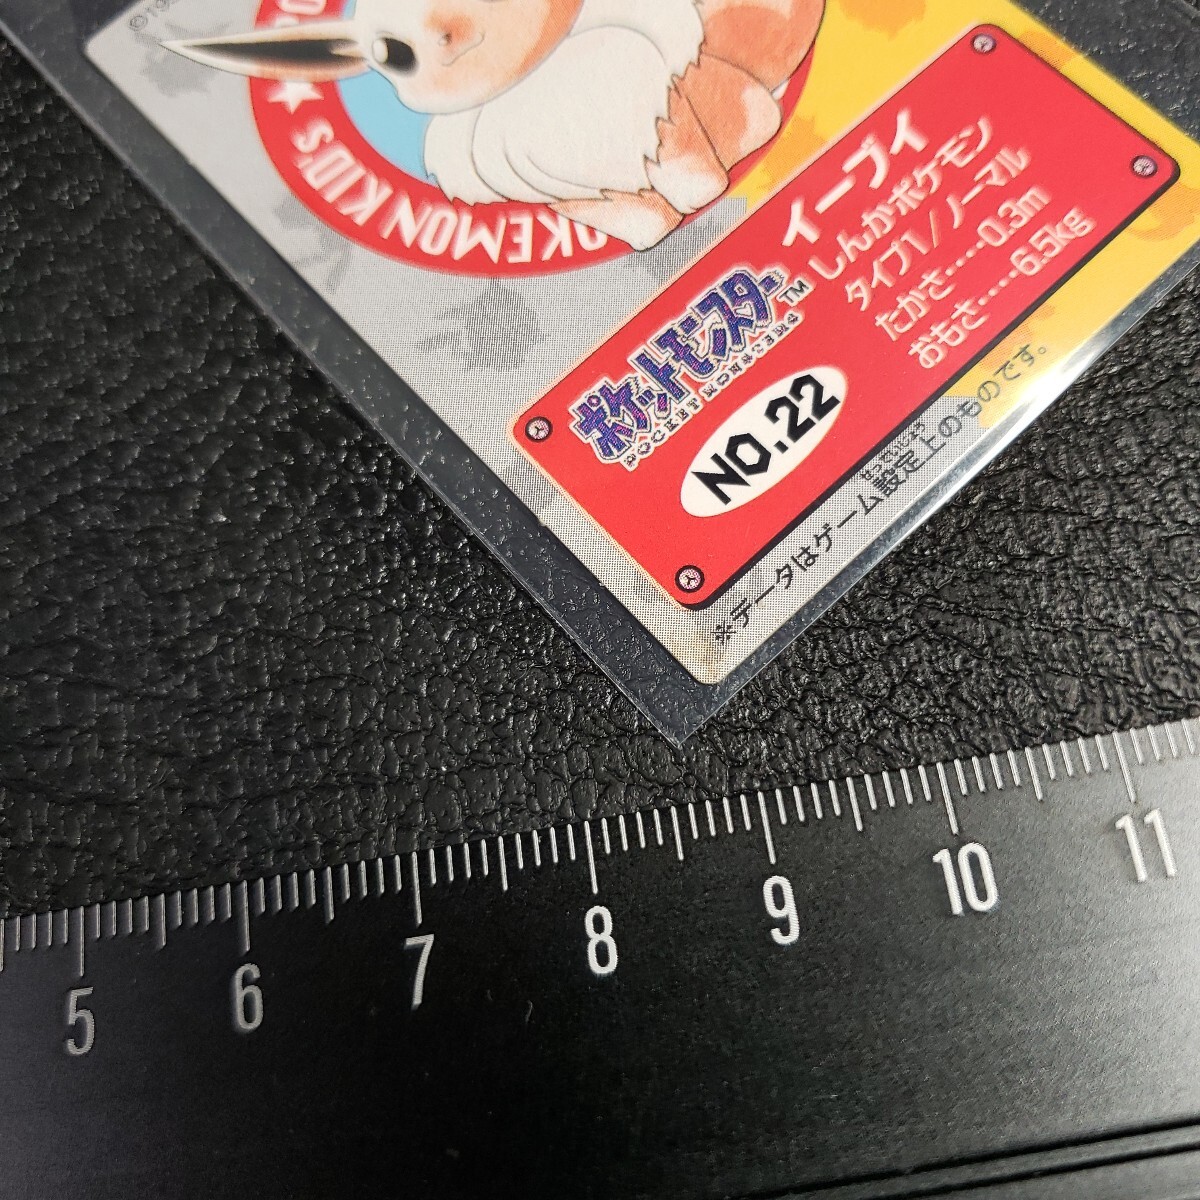 ©19
POKEMON KID'S ★
イーブイ
しんかポケモン
タイプ1/ノーマル
たかさ‥‥‥0.3m
おもさ‥‥‥6.5kg
ポケットモンスター TM
POCKET MONSTERS
NO.22
※データはゲーム設定上のものです。
5 6 7 8 9 10 11